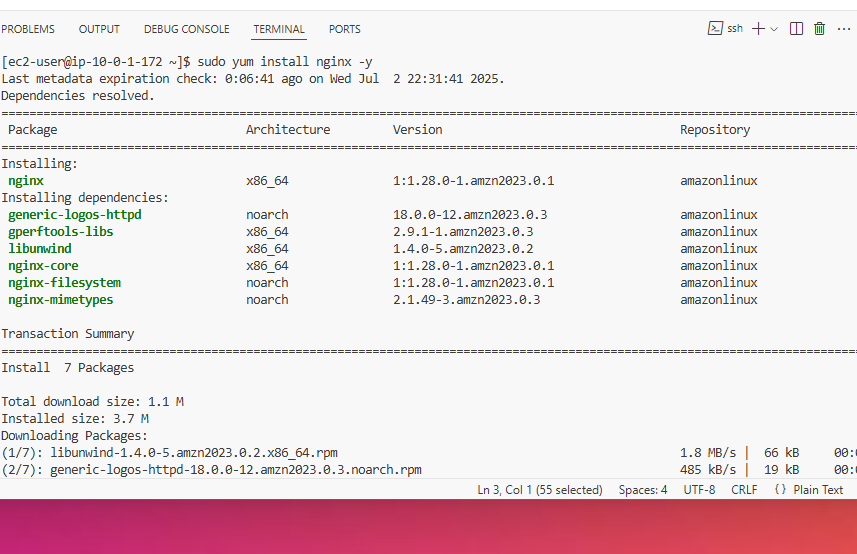 PROBLEMS OUTPUT DEBUG CONSOLE TERMINAL PORTS ssh
[ec2-user@ip-10-0-1-172 ~]$ sudo yum install nginx -y
Last metadata expiration check: 0:06:41 ago on Wed Jul  2 22:31:41 2025.
Dependencies resolved.
================================================================================
Package Architecture Version Repository
================================================================================
Installing:
nginx x86_64 1:1.28.0-1.amzn2023.0.1 amazonlinux
Installing dependencies:
generic-logos-httpd noarch 18.0.0-12.amzn2023.0.3 amazonlinux
gperftools-libs x86_64 2.9.1-1.amzn2023.0.3 amazonlinux
libunwind x86_64 1.4.0-5.amzn2023.0.2 amazonlinux
nginx-core x86_64 1:1.28.0-1.amzn2023.0.1 amazonlinux
nginx-filesystem noarch 1:1.28.0-1.amzn2023.0.1 amazonlinux
nginx-mimetypes noarch 2.1.49-3.amzn2023.0.3 amazonlinux
Transaction Summary
================================================================================
Install  7 Packages
Total download size: 1.1 M
Installed size: 3.7 M
Downloading Packages:
(1/7): libunwind-1.4.0-5.amzn2023.0.2.x86_64.rpm 1.8 MB/s |  66 kB 00:
(2/7): generic-logos-httpd-18.0.0-12.amzn2023.0.3.noarch.rpm 485 kB/s |  19 kB 00:
Ln 3, Col 1 (55 selected) Spaces: 4 UTF-8 CRLF {} Plain Text